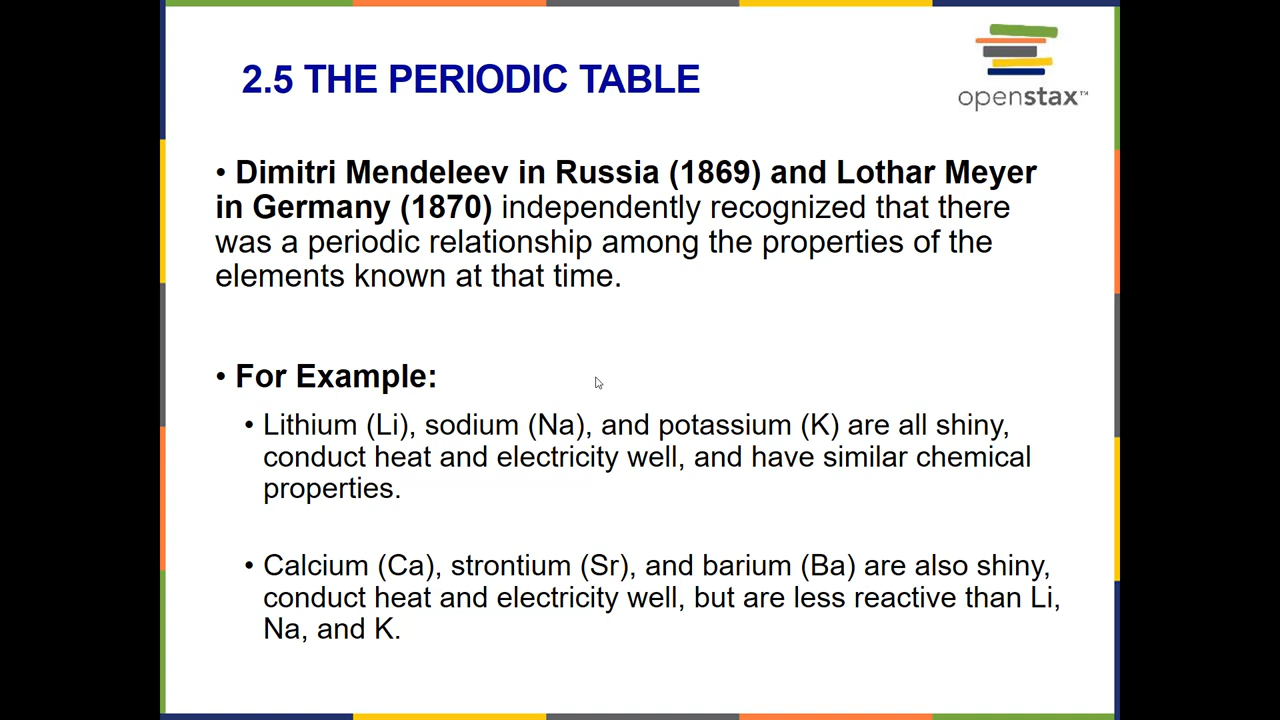 2.5 THE PERIODIC TABLE
openstax™
• Dimitri Mendeleev in Russia (1869) and Lothar Meyer
in Germany (1870) independently recognized that there
was a periodic relationship among the properties of the
elements known at that time.
• For Example:
• Lithium (Li), sodium (Na), and potassium (K) are all shiny,
conduct heat and electricity well, and have similar chemical
properties.
• Calcium (Ca), strontium (Sr), and barium (Ba) are also shiny,
conduct heat and electricity well, but are less reactive than Li,
Na, and K.